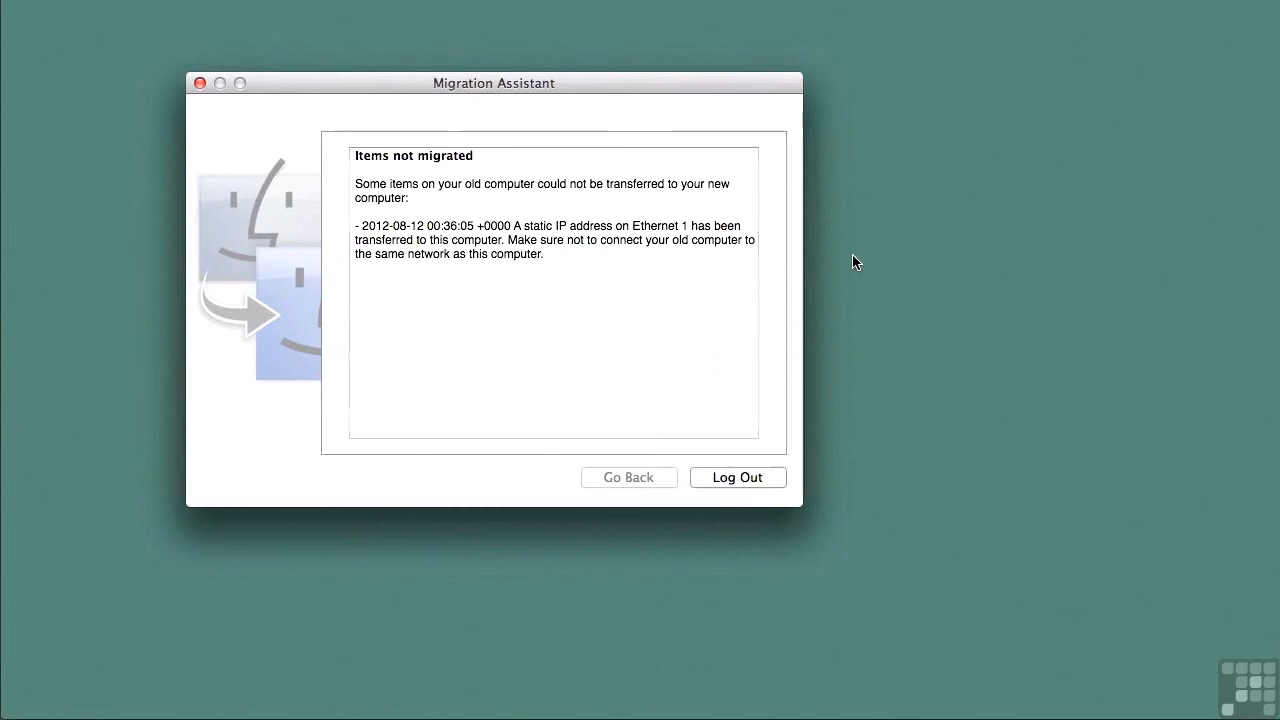 Migration Assistant
Items not migrated
Some items on your old computer could not be transferred to your new
computer:
- 2012-08-12 00:36:05 +0000 A static IP address on Ethernet 1 has been
transferred to this computer. Make sure not to connect your old computer to
the same network as this computer.
Go Back
Log Out